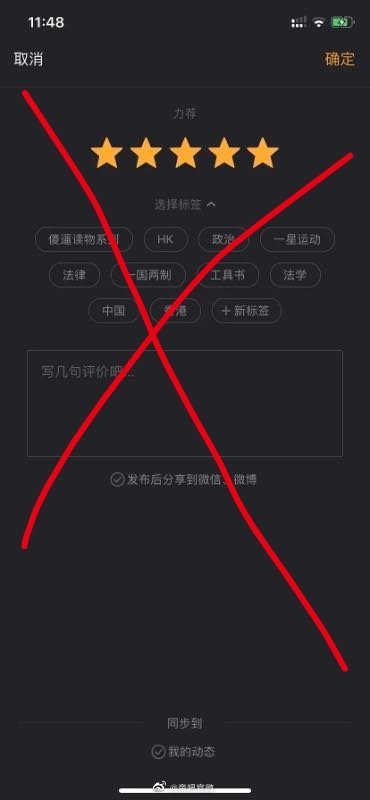 11:48
取消 确定
力荐
选择标签
傻逼读物系列 HK 政治 一星运动
法律 一国两制 工具书 法学
中国 香港 +新标签
写几句评价吧...
发布后分享到微信、微博
同步到
我的动态